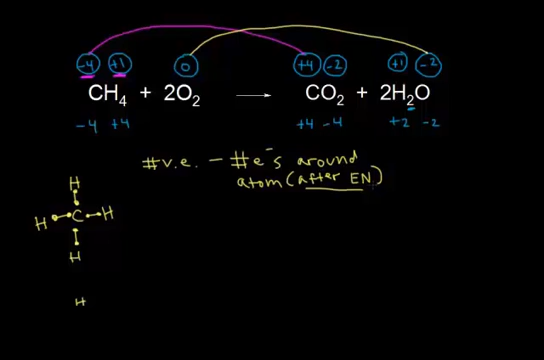 -4 +1 0 +4 -2 +1 -2
CH4 + 2O2 → CO2 + 2H2O
-4 +4 +4 -4 +2 -2
#v.e. - #e⁻s around
atom (after EN)
H
H C H
H
H